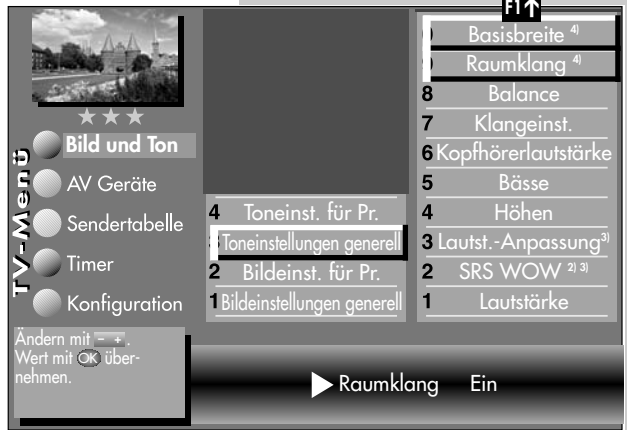 F1↑
TV-Menü
Bild und Ton
AV Geräte
Sendertabelle
Timer
Konfiguration
4 Toneinst. für Pr.
3 Toneinstellungen generell
2 Bildeinst. für Pr.
1 Bildeinstellungen generell
Basisbreite 4)
Raumklang 4)
8 Balance
7 Klangeinst.
6 Kopfhörerlautstärke
5 Bässe
4 Höhen
3 Lautst.-Anpassung 3)
2 SRS WOW 2) 3)
1 Lautstärke
Ändern mit - + .
Wert mit OK über-
nehmen.
Raumklang Ein